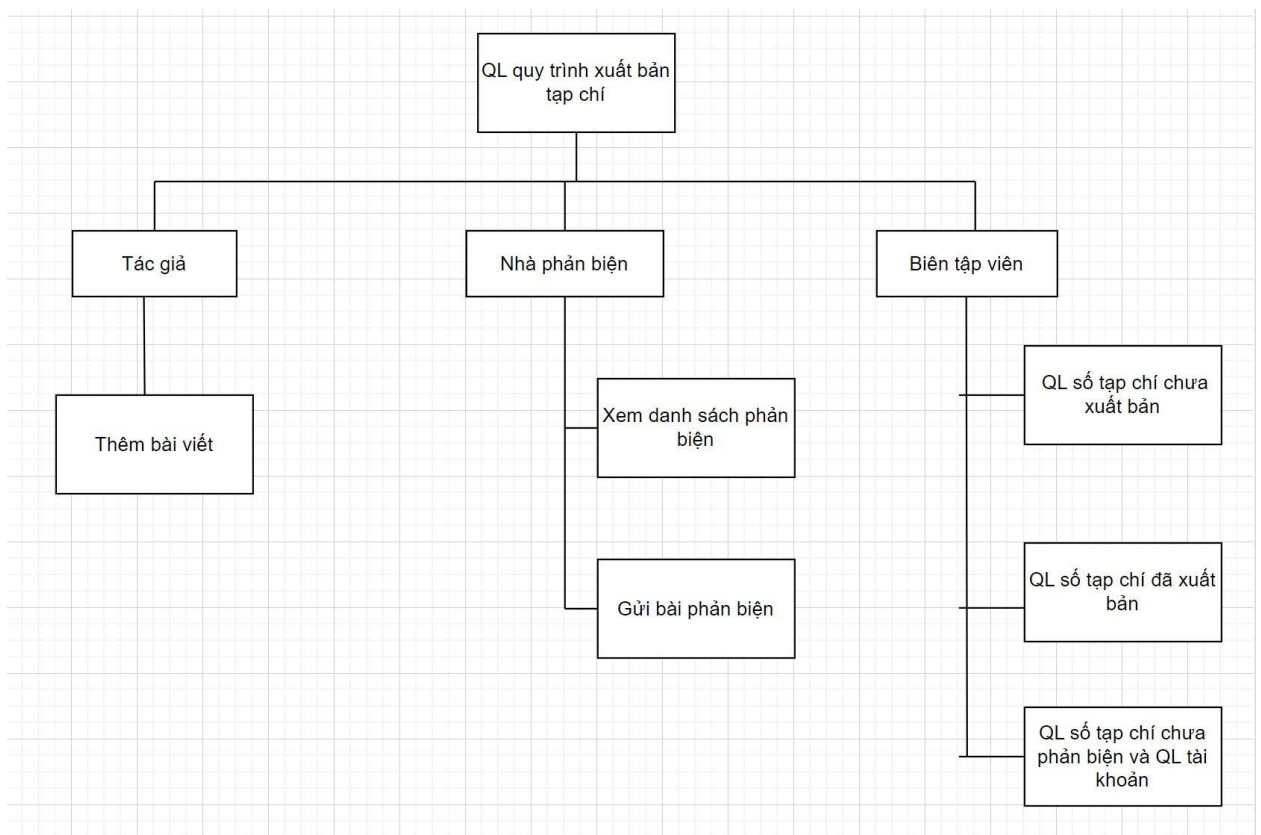 QL quy trình xuất bản
tạp chí
Tác giả
Nhà phản biện
Biên tập viên
Thêm bài viết
Xem danh sách phản
biện
Gửi bài phản biện
QL số tạp chí chưa
xuất bản
QL số tạp chí đã xuất
bản
QL số tạp chí chưa
phản biện và QL tài
khoản